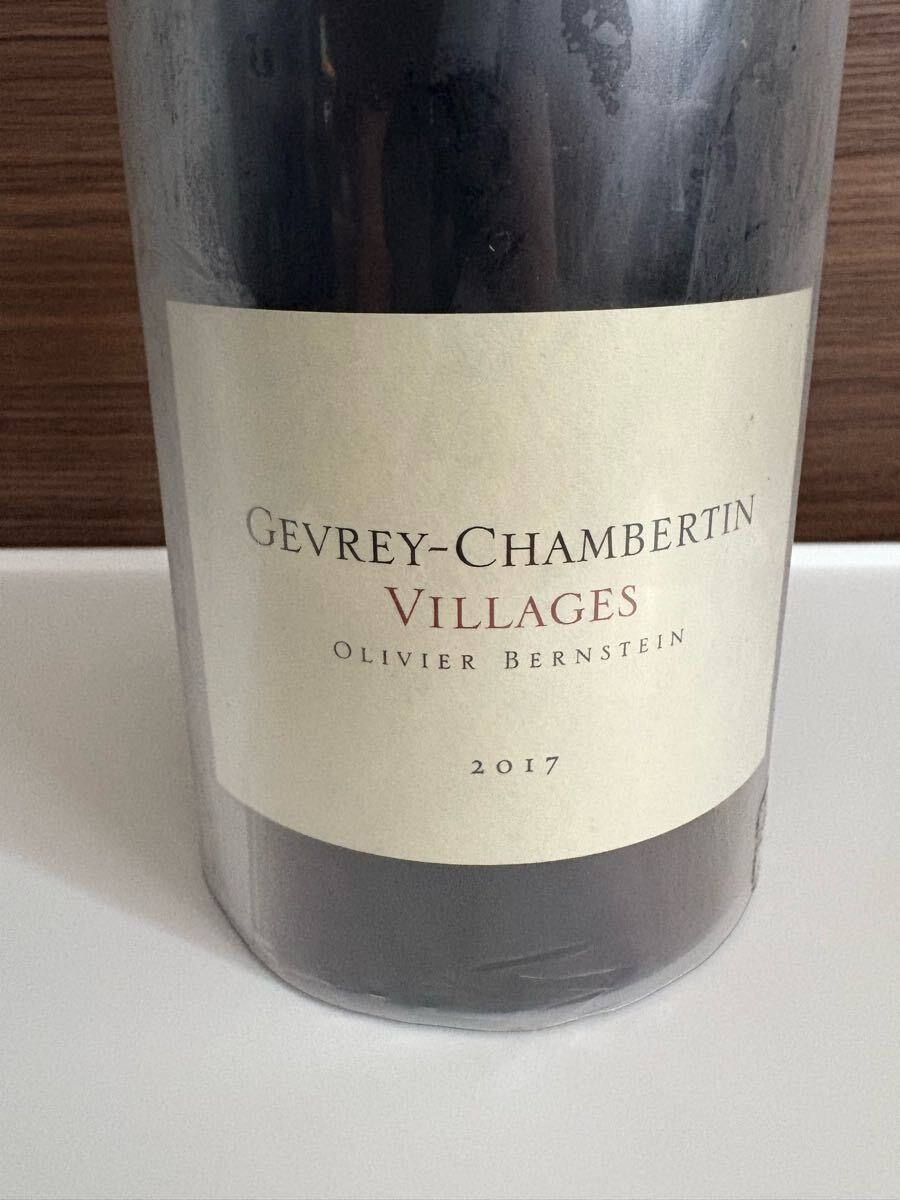 GEVREY-CHAMBERTIN
VILLAGES
OLIVIER BERNSTEIN
2017